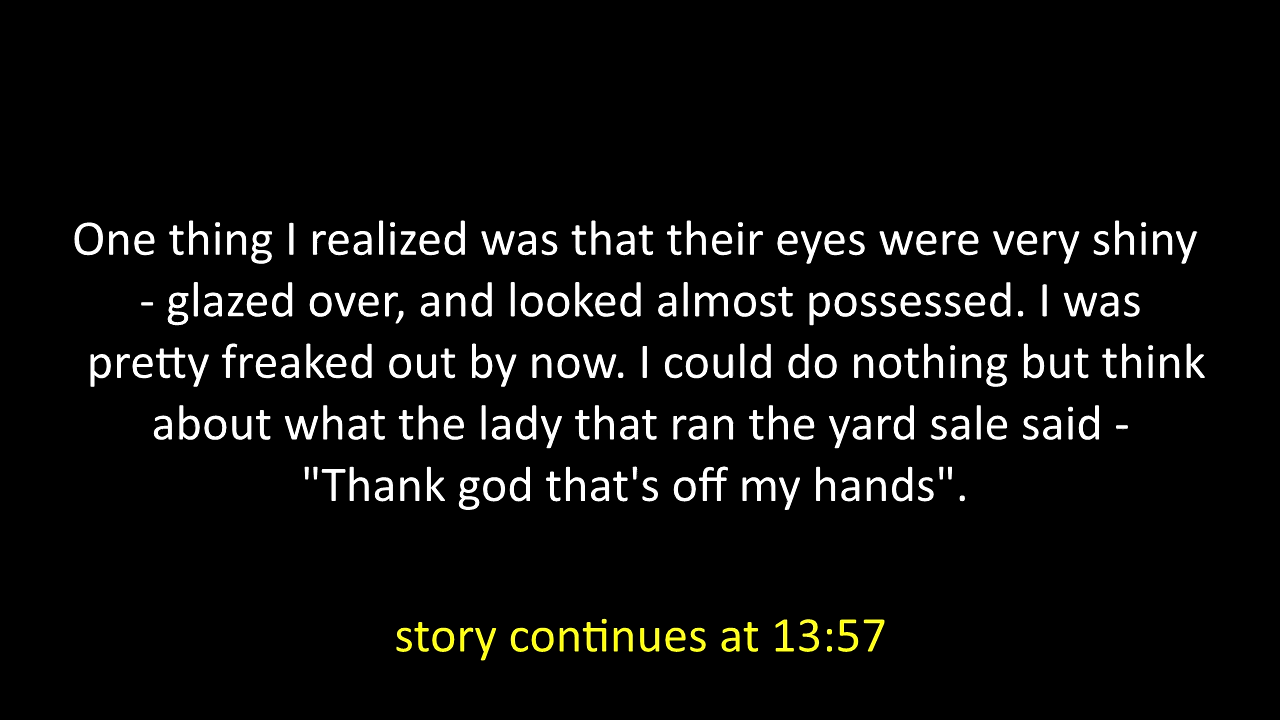 One thing I realized was that their eyes were very shiny
- glazed over, and looked almost possessed. I was
pretty freaked out by now. I could do nothing but think
about what the lady that ran the yard sale said -
"Thank god that's off my hands".
story continues at 13:57